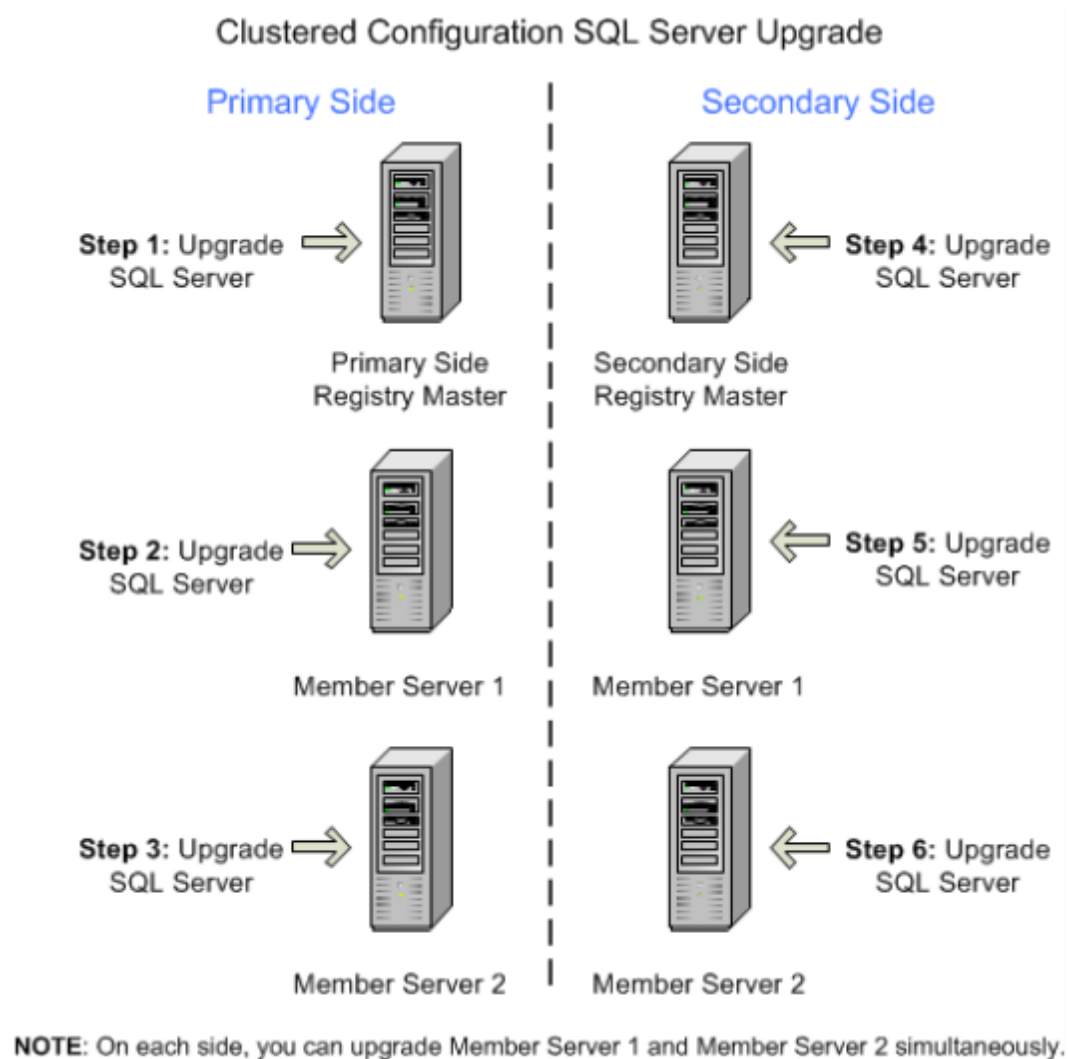 Clustered Configuration SQL Server Upgrade
Primary Side
Secondary Side
Step 1: Upgrade
SQL Server
Step 4: Upgrade
SQL Server
Primary Side
Registry Master
Secondary Side
Registry Master
Step 2: Upgrade
SQL Server
Step 5: Upgrade
SQL Server
Member Server 1
Member Server 1
Step 3: Upgrade
SQL Server
Step 6: Upgrade
SQL Server
Member Server 2
Member Server 2
NOTE: On each side, you can upgrade Member Server 1 and Member Server 2 simultaneously.